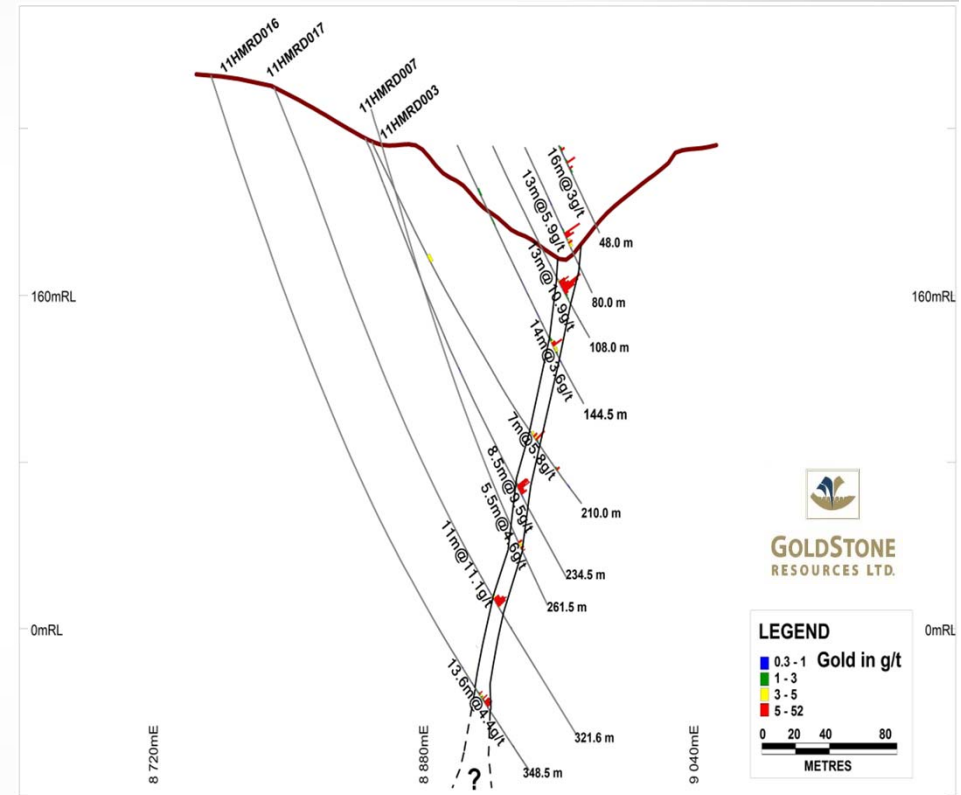 11HMRD016
11HMRD017
11HMRD007
11HMRD003
16m@3g/t
13m@5.9g/t
48.0 m
13m@10.9g/t
160mRL
160mRL
80.0 m
108.0 m
14m@3.6g/t
144.5 m
7m@5.8g/t
8.5m@9.5g/t
5.5m@4.6g/t
210.0 m
11m@11.1g/t
234.5 m
261.5 m
0mRL
0mRL
13.6m@4.4g/t
321.6 m
348.5 m
?
8 720mE
8 880mE
9 040mE
GOLDSTONE
RESOURCES LTD.
LEGEND
Gold in g/t
0.3 - 1
1 - 3
3 - 5
5 - 52
0 20 40 80
METRES